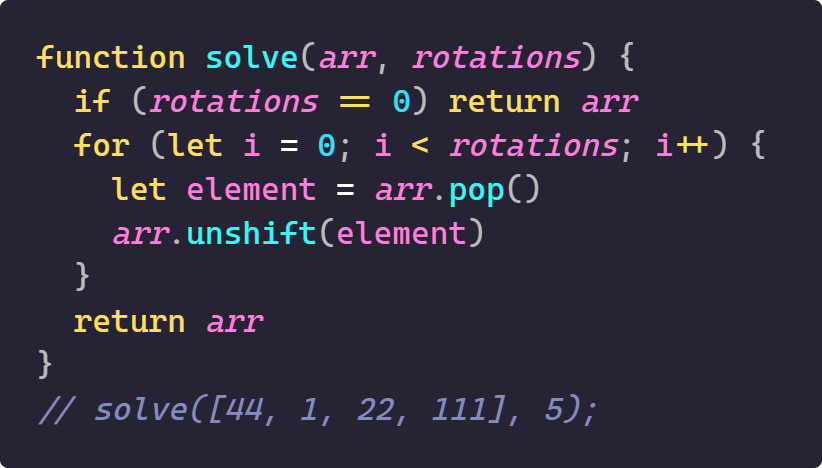 function solve(arr, rotations) {
  if (rotations == 0) return arr
  for (let i = 0; i < rotations; i++) {
    let element = arr.pop()
    arr.unshift(element)
  }
  return arr
}
// solve([44, 1, 22, 111], 5);